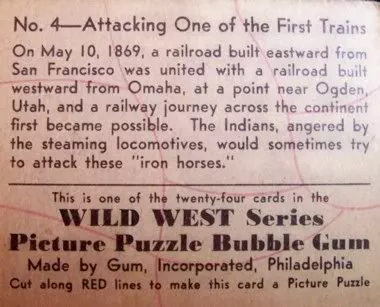 No. 4—Attacking One of the First Trains
On May 10, 1869, a railroad built eastward from
San Francisco was united with a railroad built
westward from Omaha, at a point near Ogden,
Utah, and a railway journey across the continent
first became possible. The Indians, angered by
the steaming locomotives, would sometimes try
to attack these "iron horses."
This is one of the twenty-four cards in the
WILD WEST Series
Picture Puzzle Bubble Gum
Made by Gum, Incorporated, Philadelphia
Cut along RED lines to make this card a Picture Puzzle